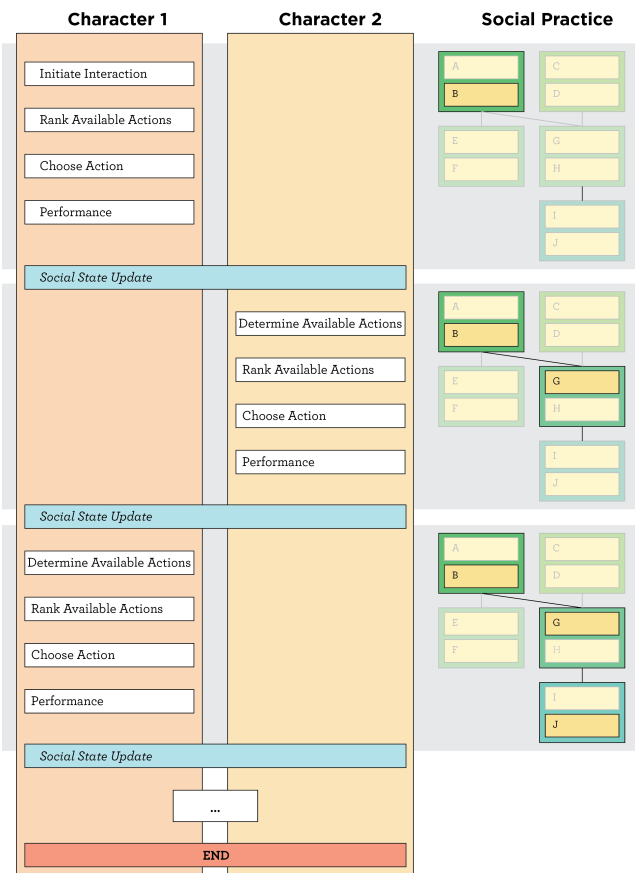 Character 1
Character 2
Social Practice
Initiate Interaction
Rank Available Actions
Choose Action
Performance
A
B
C
D
E
F
G
H
I
J
Social State Update
Determine Available Actions
Rank Available Actions
Choose Action
Performance
A
B
C
D
E
F
G
H
I
J
Social State Update
Determine Available Actions
Rank Available Actions
Choose Action
Performance
A
B
C
D
E
F
G
H
I
J
Social State Update
...
END